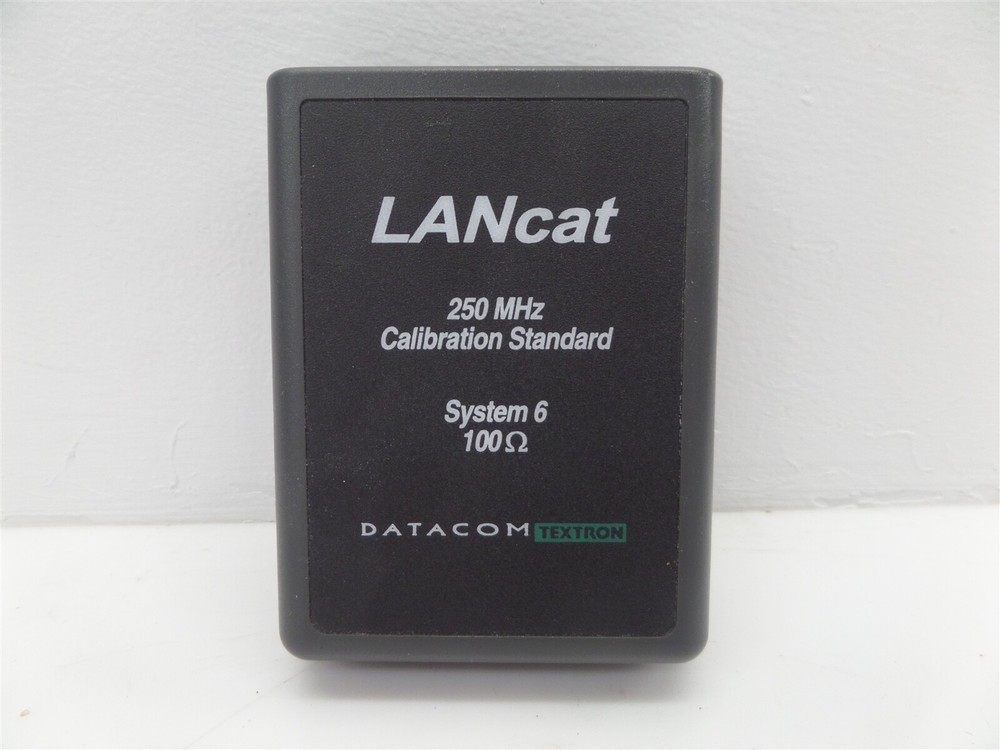 LANcat
250 MHz
Calibration Standard
System 6
100Ω
DATACOM TEXTRON